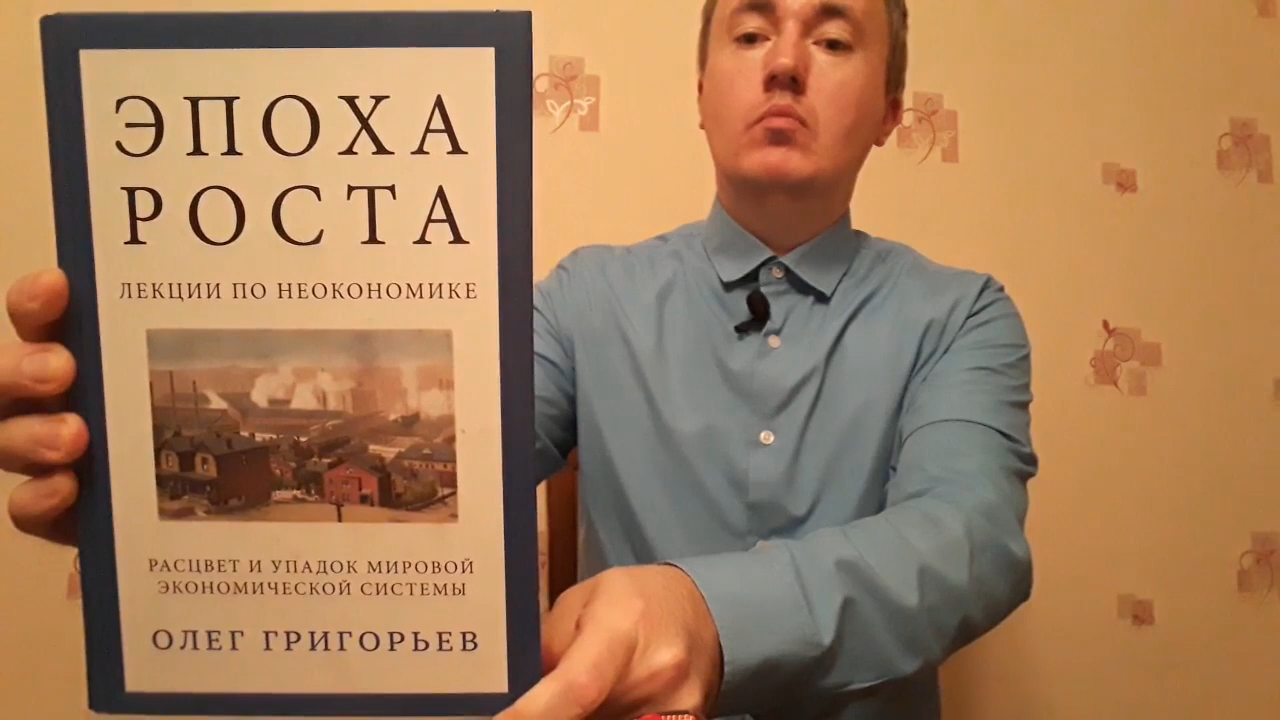 ЭПОХА
РОСТА
ЛЕКЦИИ ПО НЕОКОНОМИКЕ
РАСЦВЕТ И УПАДОК МИРОВОЙ
ЭКОНОМИЧЕСКОЙ СИСТЕМЫ
ОЛЕГ ГРИГОРЬЕВ